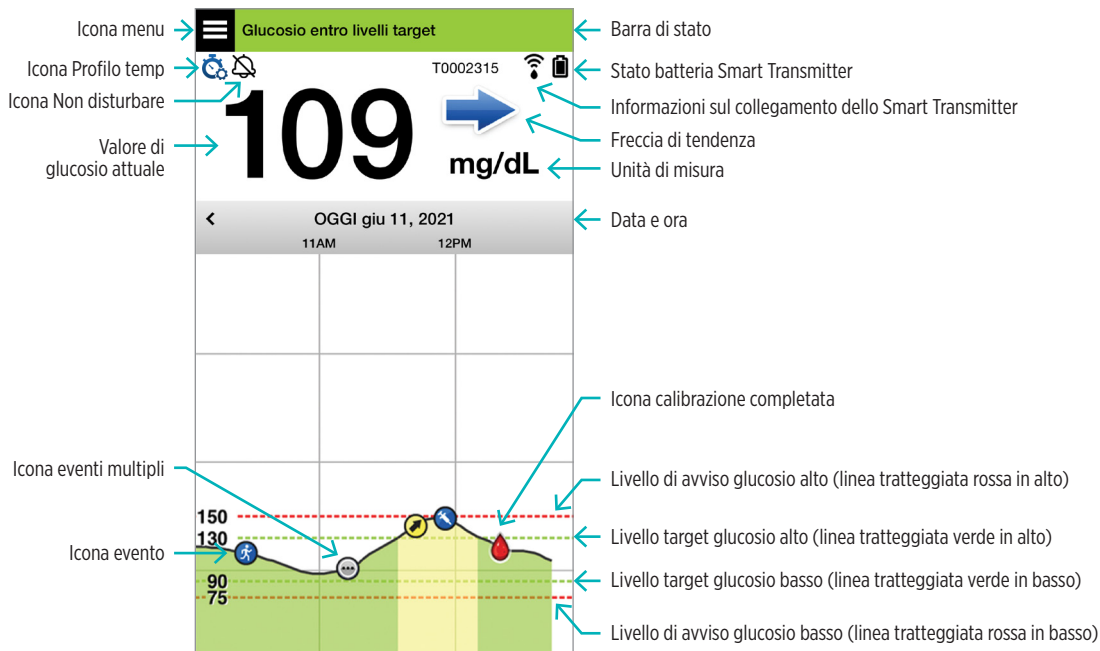 Icona menu
Glucosio entro livelli target
Barra di stato
Icona Profilo temp
T0002315
Stato batteria Smart Transmitter
Icona Non disturbare
Informazioni sul collegamento dello Smart Transmitter
109
Freccia di tendenza
Valore di
glucosio attuale
mg/dL
Unità di misura
<
OGGI giu 11, 2021
Data e ora
11AM
12PM
Icona calibrazione completata
Icona eventi multipli
Livello di avviso glucosio alto (linea tratteggiata rossa in alto)
150
130
Livello target glucosio alto (linea tratteggiata verde in alto)
Icona evento
90
Livello target glucosio basso (linea tratteggiata verde in basso)
75
Livello di avviso glucosio basso (linea tratteggiata rossa in basso)